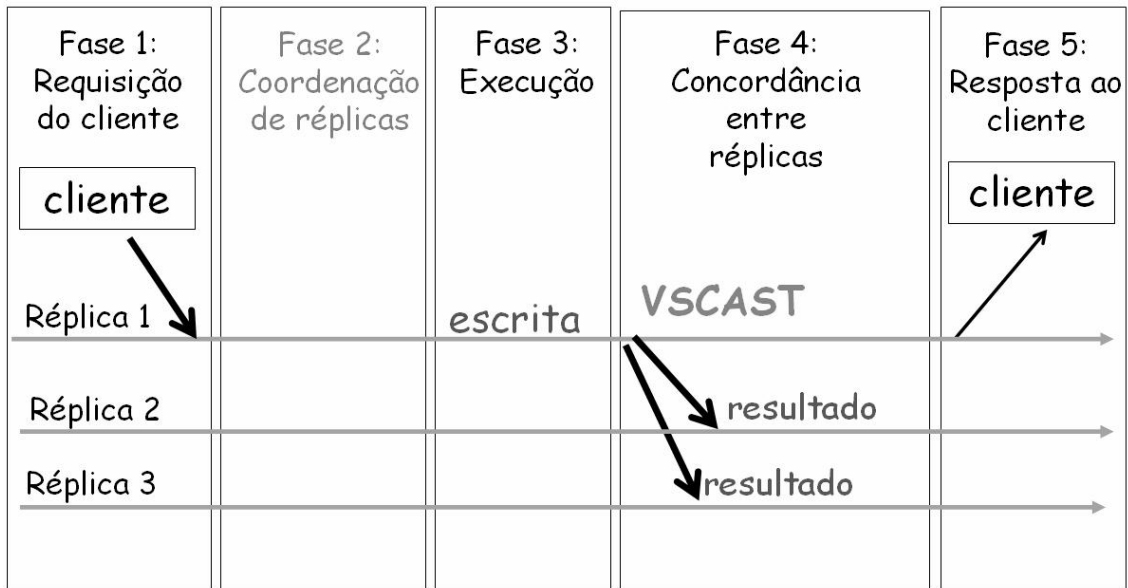 Fase 1:
Requisição
do cliente
Fase 2:
Coordenação
de réplicas
Fase 3:
Execução
Fase 4:
Concordância
entre
réplicas
Fase 5:
Resposta ao
cliente
cliente
cliente
Réplica 1
escrita
VSCAST
Réplica 2
resultado
Réplica 3
resultado